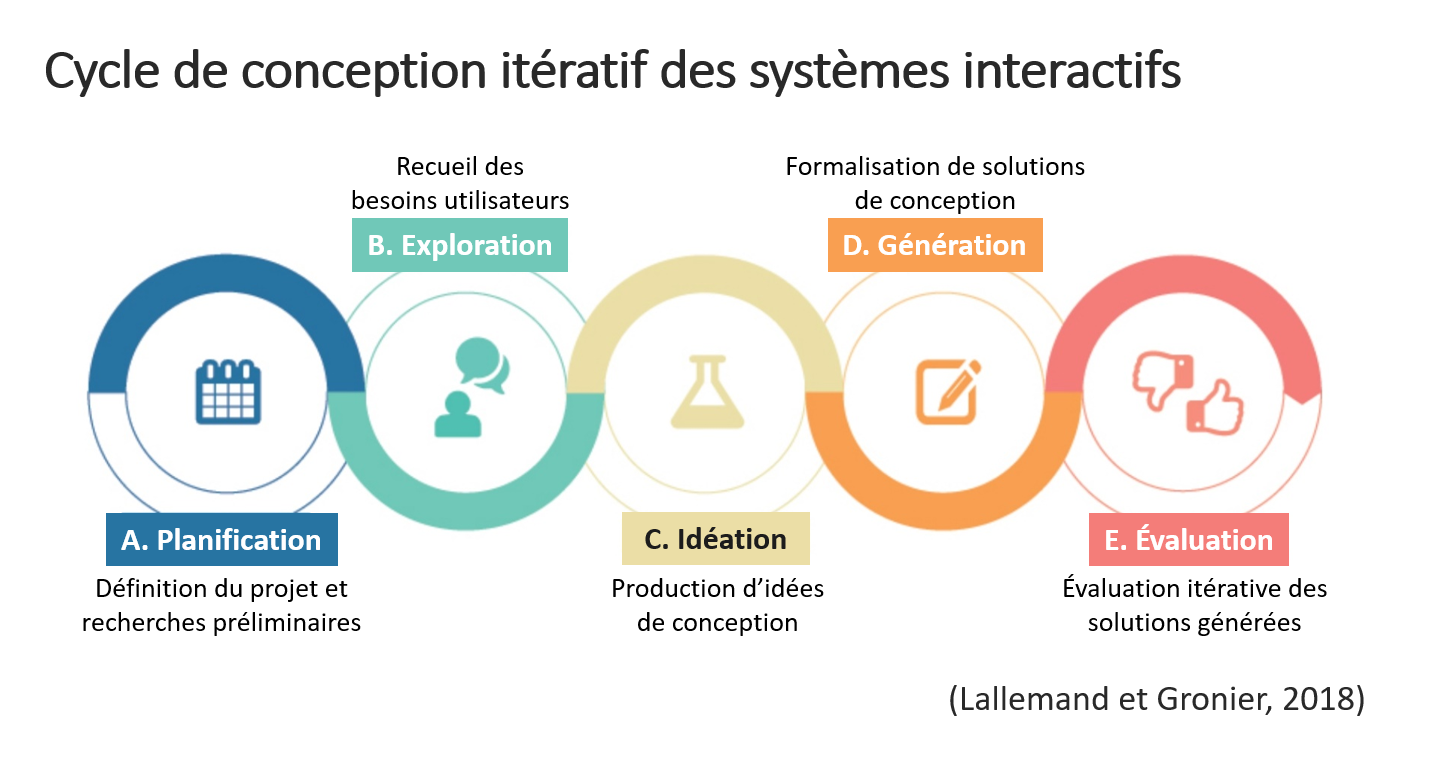 Cycle de conception itératif des systèmes interactifs
Recueil des
besoins utilisateurs
B. Exploration
Formalisation de solutions
de conception
D. Génération
A. Planification
Définition du projet et
recherches préliminaires
C. Idéation
Production d’idées
de conception
E. Évaluation
Évaluation itérative des
solutions générées
(Lallemand et Gronier, 2018)